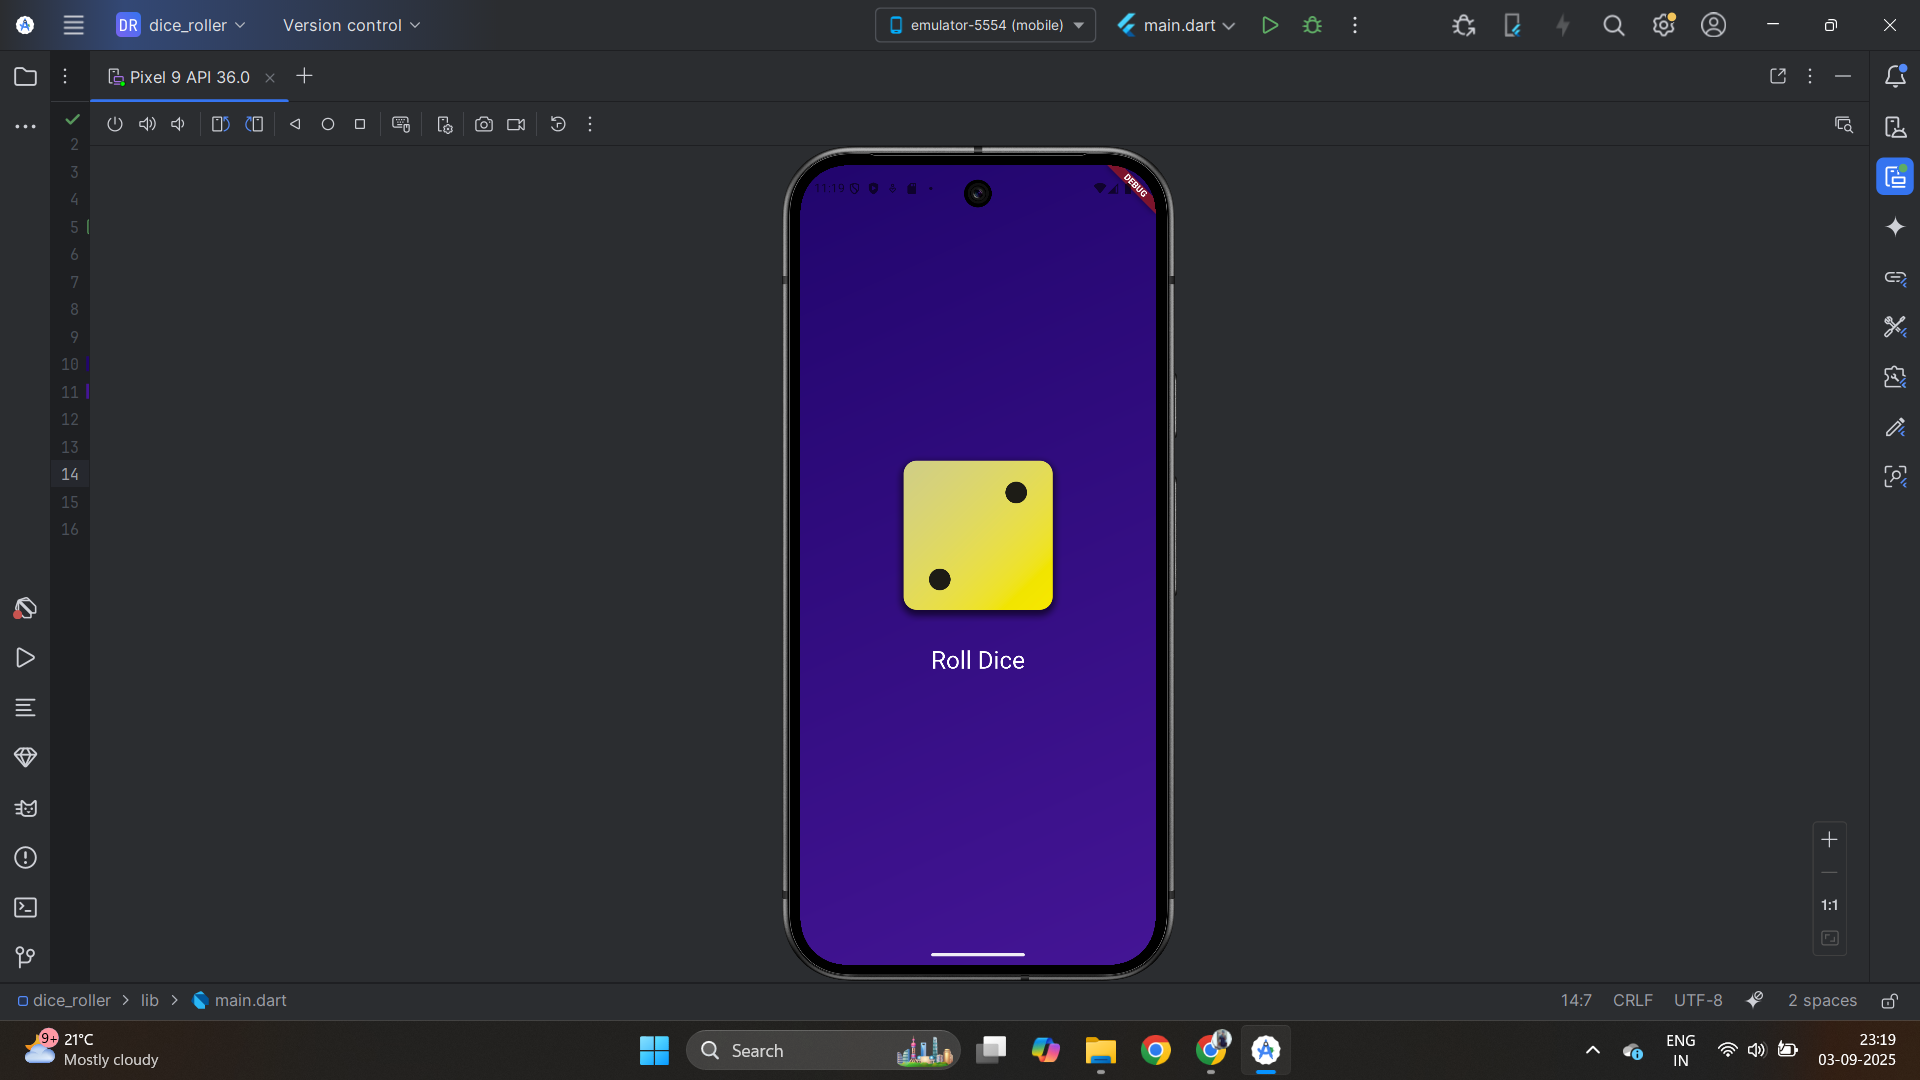 DR dice_roller Version control emulator-5554 (mobile) main.dart
Pixel 9 API 36.0
2
3
4
5
6
7
8
9
10
11
12
13
14
15
16
11:19
DEBUG
Roll Dice
1:1
dice_roller lib main.dart 14:7 CRLF UTF-8 2 spaces
9+ 21°C
Mostly cloudy
Search
ENG
IN
23:19
03-09-2025